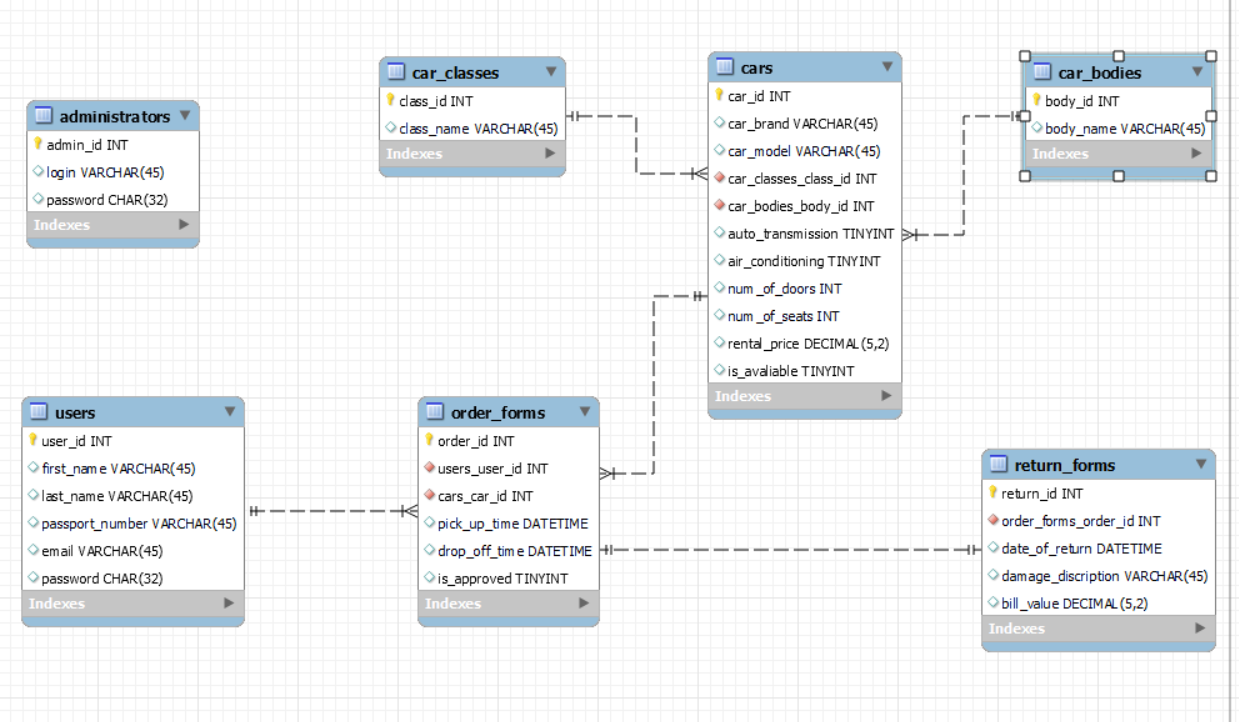 administrators
admin_id INT
login VARCHAR(45)
password CHAR(32)
Indexes
car_classes
class_id INT
class_name VARCHAR(45)
Indexes
cars
car_id INT
car_brand VARCHAR(45)
car_model VARCHAR(45)
car_classes_class_id INT
car_bodies_body_id INT
auto_transmission TINYINT
air_conditioning TINYINT
num_of_doors INT
num_of_seats INT
rental_price DECIMAL(5,2)
is_avaliable TINYINT
Indexes
car_bodies
body_id INT
body_name VARCHAR(45)
Indexes
users
user_id INT
first_name VARCHAR(45)
last_name VARCHAR(45)
passport_number VARCHAR(45)
email VARCHAR(45)
password CHAR(32)
Indexes
order_forms
order_id INT
users_user_id INT
cars_car_id INT
pick_up_time DATETIME
drop_off_time DATETIME
is_approved TINYINT
Indexes
return_forms
return_id INT
order_forms_order_id INT
date_of_return DATETIME
damage_discription VARCHAR(45)
bill_value DECIMAL(5,2)
Indexes